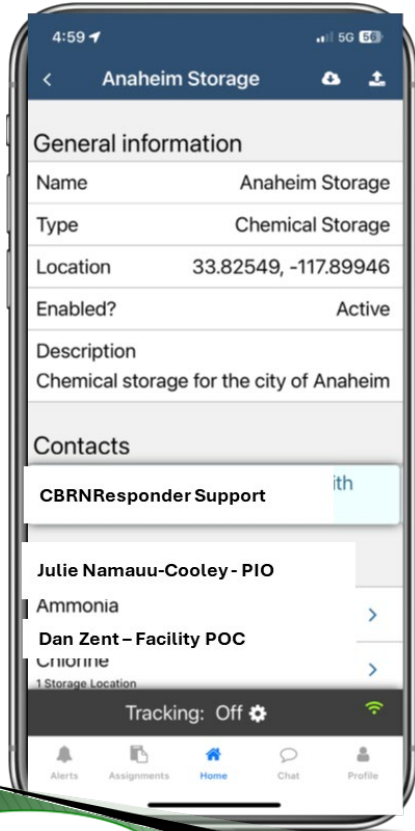 4:59
5G 56
Anaheim Storage
General information
Name Anaheim Storage
Type Chemical Storage
Location 33.82549, -117.89946
Enabled? Active
Description
Chemical storage for the city of Anaheim
Contacts
CBRNResponder Support
Julie Namauu-Cooley - PIO
Ammonia
Dan Zent – Facility POC
Chlorine
1 Storage Location
Tracking: Off
Alerts Assignments Home Chat Profile